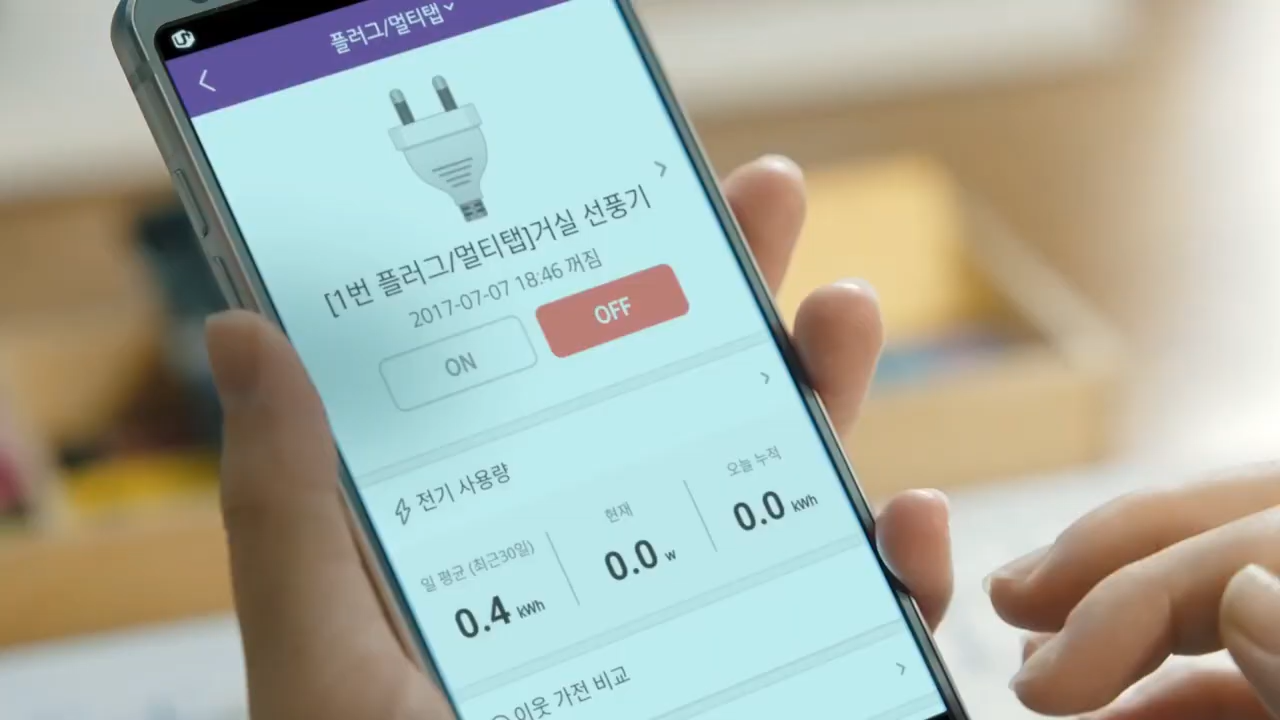 플러그/멀티탭
[1번 플러그/멀티탭]거실 선풍기
2017-07-07 18:46 꺼짐
ON
OFF
전기 사용량
일 평균 (최근30일)
0.4 kWh
현재
0.0 w
오늘 누적
0.0 kWh
이웃 가전 비교